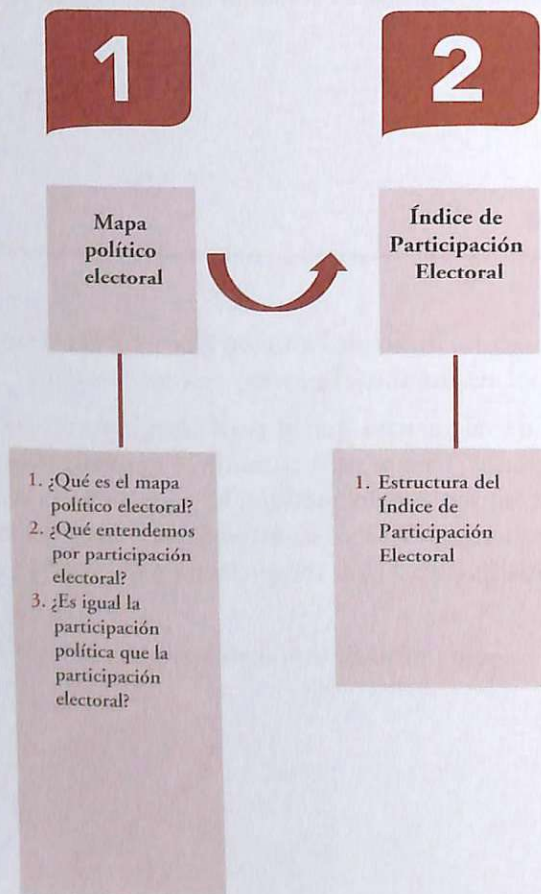 1
Mapa
político
electoral
1. ¿Qué es el mapa
político electoral?
2. ¿Qué entendemos
por participación
electoral?
3. ¿Es igual la
participación
política que la
participación
electoral?
2
Índice de
Participación
Electoral
1. Estructura del
Índice de
Participación
Electoral